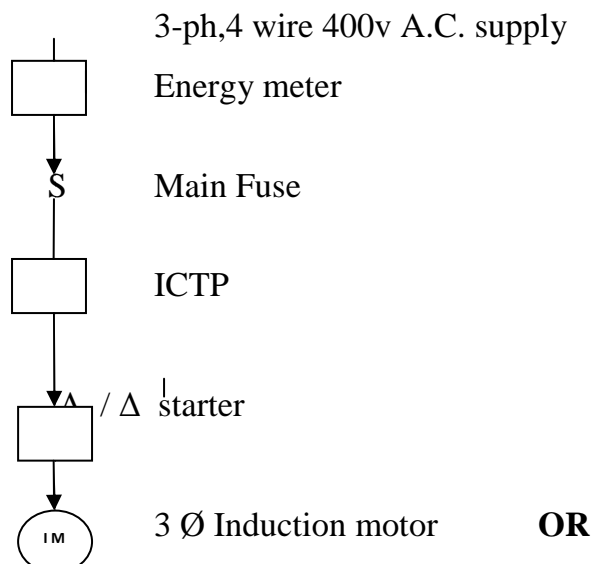 3-ph,4 wire 400v A.C. supply
Energy meter
S Main Fuse
ICTP
/ Δ starter
IM 3 Ø Induction motor OR